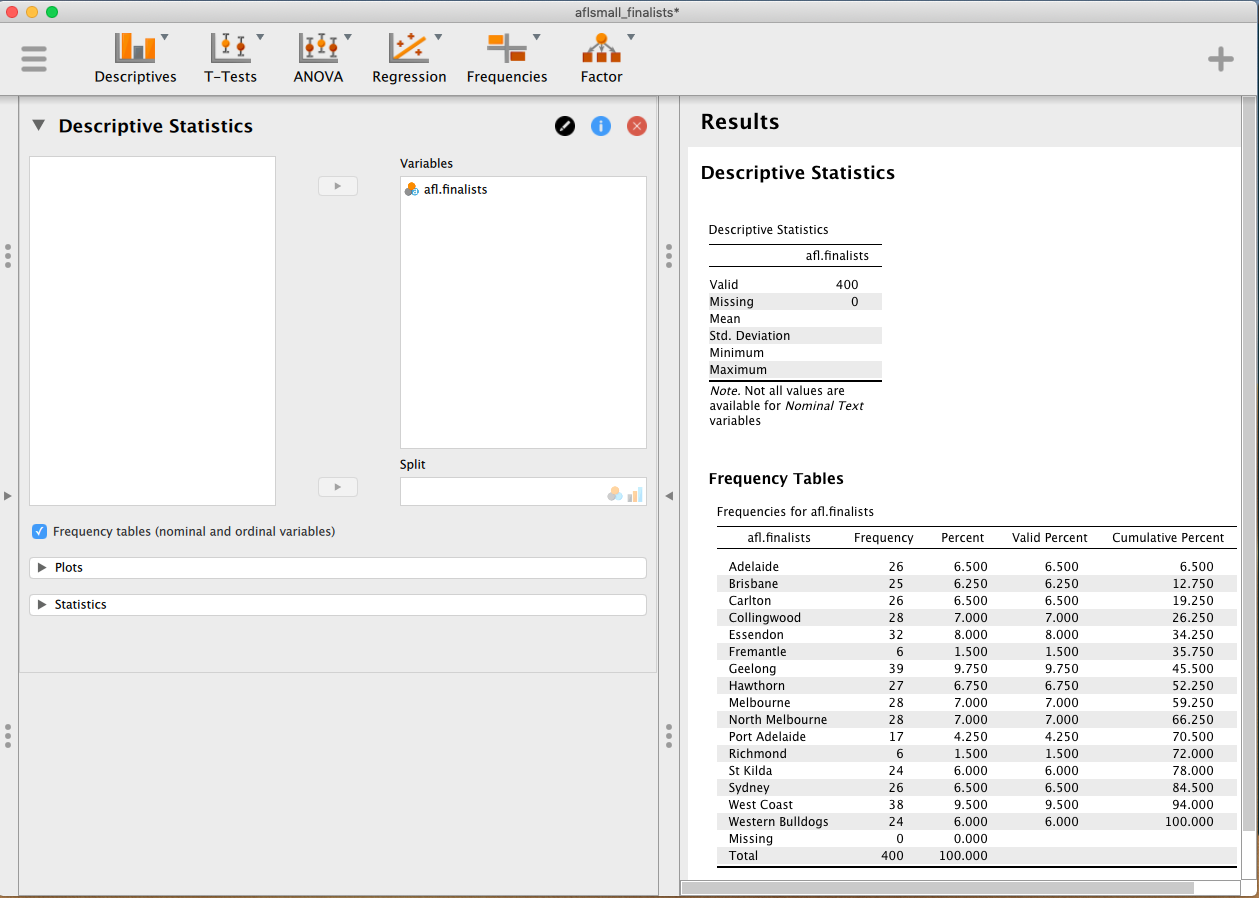 aflsmall_finalists*
Descriptives T-Tests ANOVA Regression Frequencies Factor
Descriptive Statistics
Variables
afl.finalists
Split
Frequency tables (nominal and ordinal variables)
Plots
Statistics
Results
Descriptive Statistics
Descriptive Statistics
afl.finalists
Valid 400
Missing 0
Mean
Std. Deviation
Minimum
Maximum
Note. Not all values are
available for Nominal Text
variables
Frequency Tables
Frequencies for afl.finalists
afl.finalists Frequency Percent Valid Percent Cumulative Percent
Adelaide 26 6.500 6.500 6.500
Brisbane 25 6.250 6.250 12.750
Carlton 26 6.500 6.500 19.250
Collingwood 28 7.000 7.000 26.250
Essendon 32 8.000 8.000 34.250
Fremantle 6 1.500 1.500 35.750
Geelong 39 9.750 9.750 45.500
Hawthorn 27 6.750 6.750 52.250
Melbourne 28 7.000 7.000 59.250
North Melbourne 28 7.000 7.000 66.250
Port Adelaide 17 4.250 4.250 70.500
Richmond 6 1.500 1.500 72.000
St Kilda 24 6.000 6.000 78.000
Sydney 26 6.500 6.500 84.500
West Coast 38 9.500 9.500 94.000
Western Bulldogs 24 6.000 6.000 100.000
Missing 0 0.000
Total 400 100.000